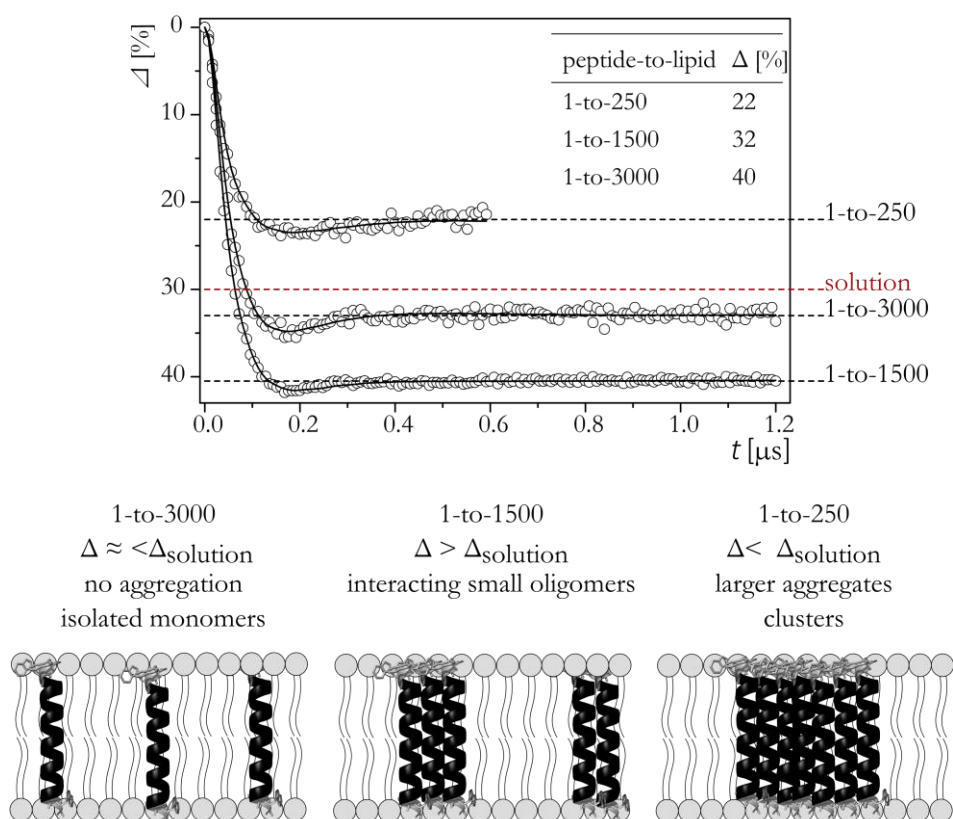 0
10
20
30
40
Δ [%]
peptide-to-lipid Δ [%]
1-to-250 22
1-to-1500 32
1-to-3000 40
1-to-250
solution
1-to-3000
1-to-1500
0.0 0.2 0.4 0.6 0.8 1.0 1.2
t [μs]
1-to-3000
Δ ≈ <Δsolution
no aggregation
isolated monomers
1-to-1500
Δ > Δsolution
interacting small oligomers
1-to-250
Δ< Δsolution
larger aggregates
clusters